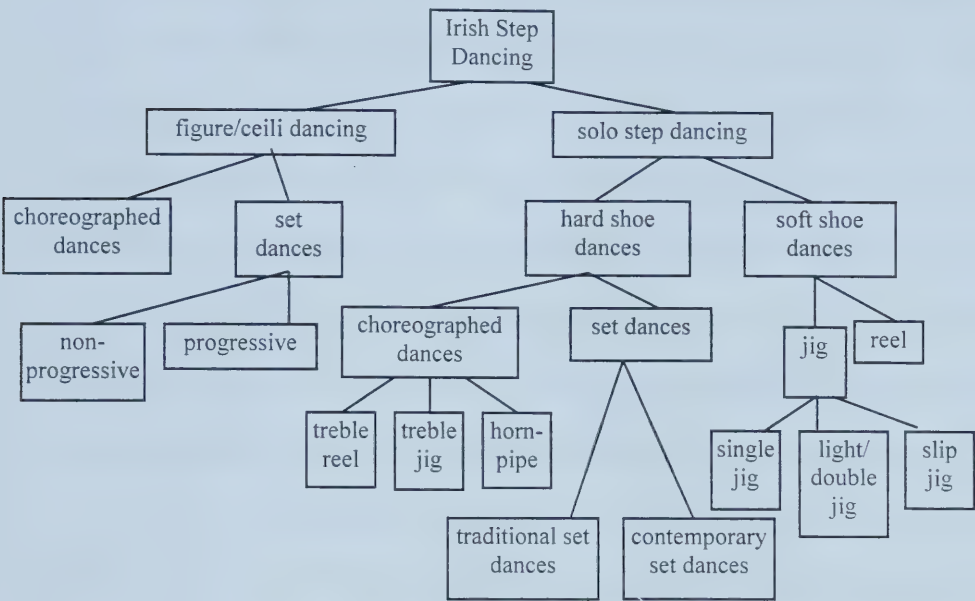 Irish Step
Dancing
figure/ceili dancing
solo step dancing
choreographed
dances
set
dances
hard shoe
dances
soft shoe
dances
non-
progressive
progressive
choreographed
dances
set dances
jig
reel
treble
reel
treble
jig
horn-
pipe
single
jig
light/
double
jig
slip
jig
traditional set
dances
contemporary
set dances